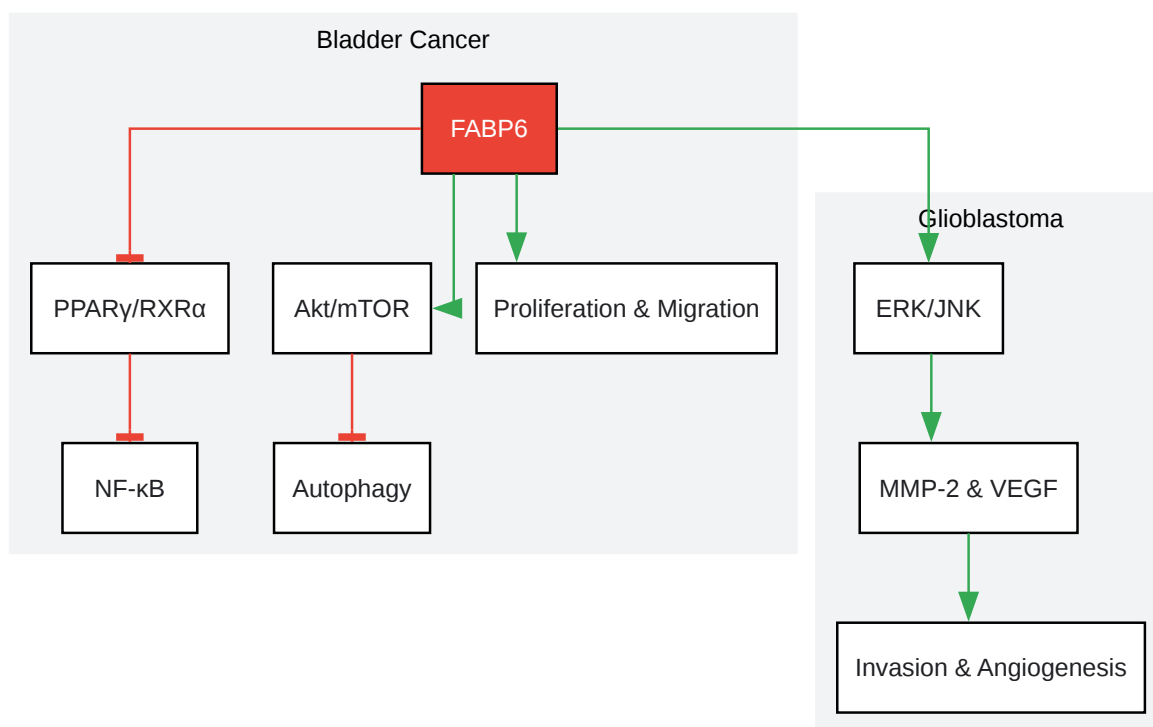 Bladder Cancer
FABP6
Glioblastoma
PPARγ/RXRα
Akt/mTOR
Proliferation & Migration
ERK/JNK
NF-κB
Autophagy
MMP-2 & VEGF
Invasion & Angiogenesis